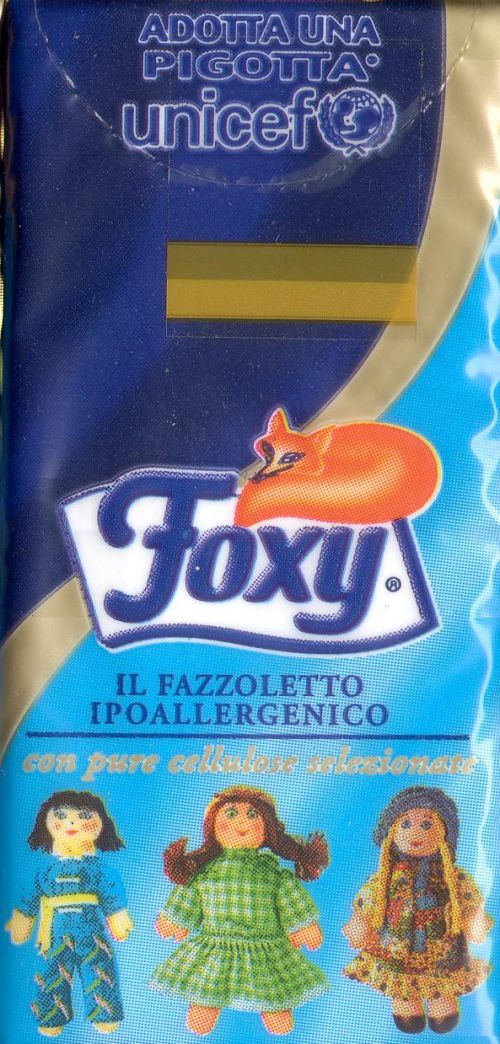 ADOTTA UNA
PIGOTTA®
unicef
Foxy®
IL FAZZOLETTO
IPOALLERGENICO
con pure cellulose selezionate